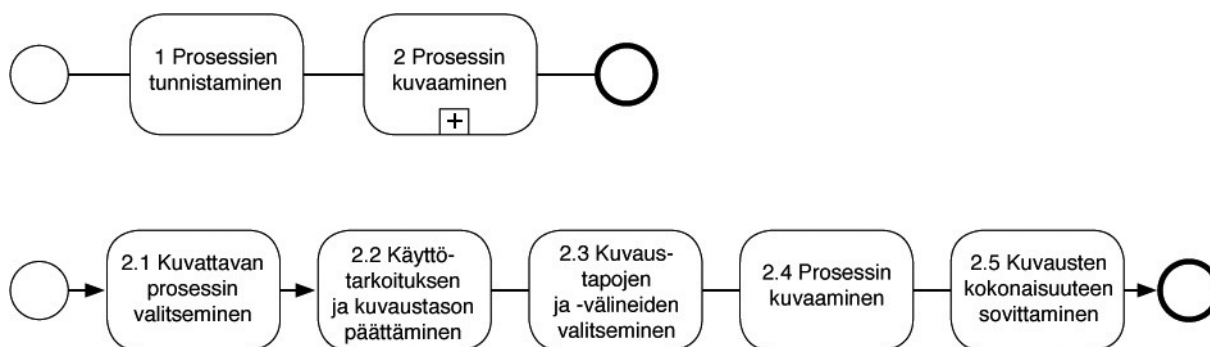 1 Prosessien
tunnistaminen
2 Prosessin
kuvaaminen
+
2.1 Kuvattavan
prosessin
valitseminen
2.2 Käyttö-
tarkoituksen
ja kuvaustason
päättäminen
2.3 Kuvaus-
tapojen
ja -välineiden
valitseminen
2.4 Prosessin
kuvaaminen
2.5 Kuvausten
kokonaisuuteen
sovittaminen